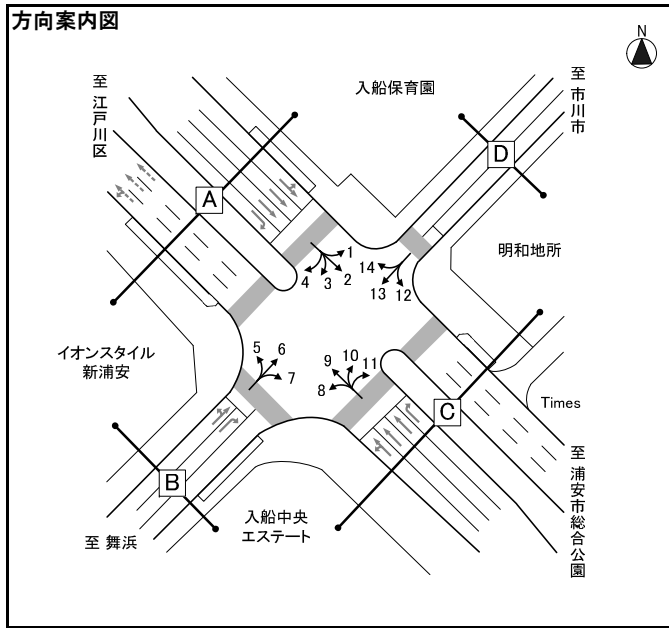 方向案内図
N
至 江戸川区
入船保育園
至 市川市
A
D
明和地所
1
2
3
4
14
13
12
イオンスタイル
新浦安
5
6
7
8
9
10
11
C
Times
B
至 舞浜
入船中央
エステート
至 浦安市総合公園